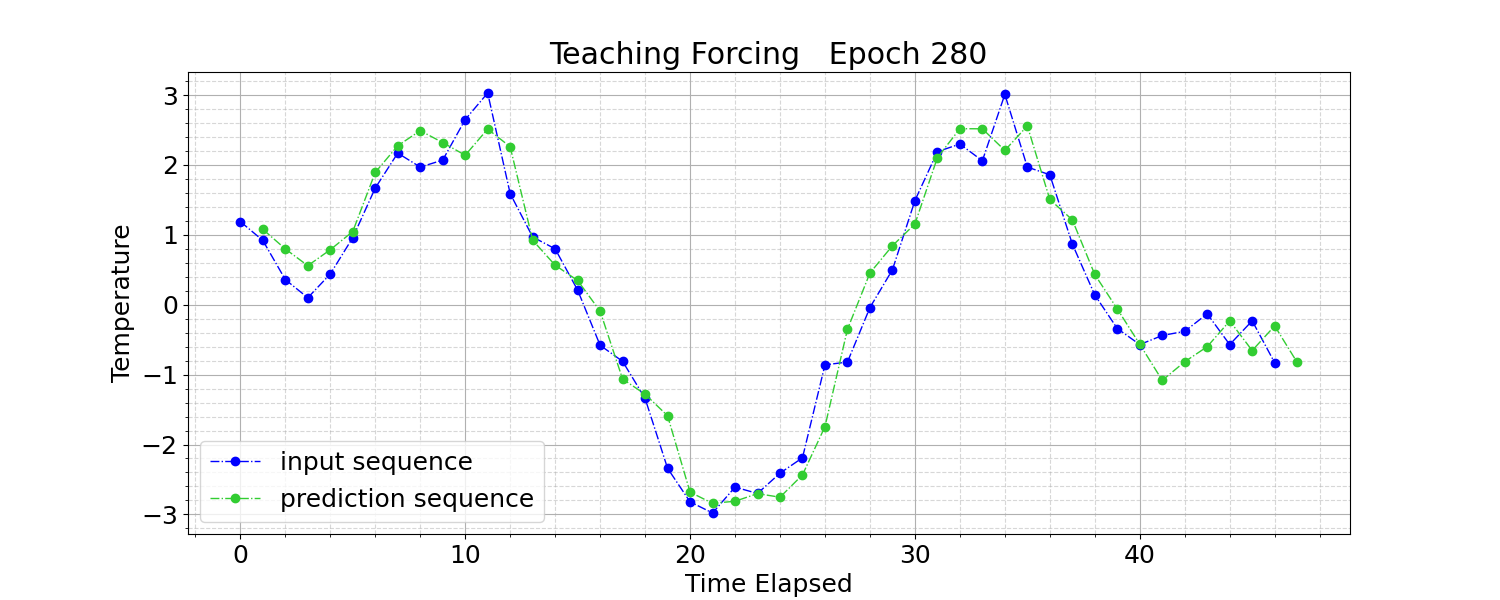 Teaching Forcing   Epoch 280
3
2
1
0
−1
−2
−3
Temperature
input sequence
prediction sequence
0 10 20 30 40
Time Elapsed